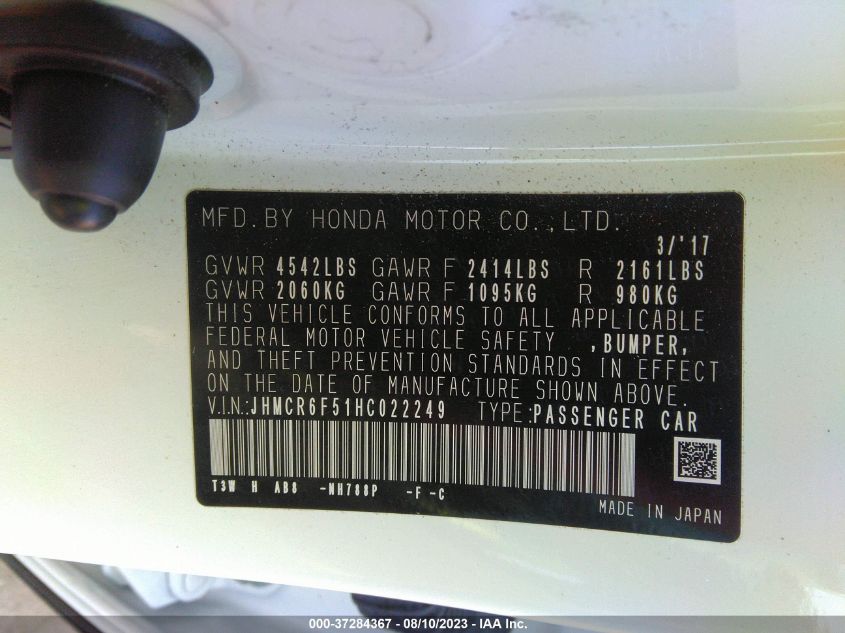 MFD.BY HONDA MOTOR CO.,LTD.
3/'17
GVWR 4542LBS GAWR F 2414LBS R 2161LBS
GVWR 2060KG GAWR F 1095KG R 980KG
THIS VEHICLE CONFORMS TO ALL APPLICABLE
FEDERAL MOTOR VEHICLE SAFETY ,BUMPER,
AND THEFT PREVENTION STANDARDS IN EFFECT
ON THE DATE OF MANUFACTURE SHOWN ABOVE.
V.I.N.:JHMCR6F51HC022249 TYPE:PASSENGER CAR
T3W H AB8 -NH788P -F -C
MADE IN JAPAN
000-37284367 - 08/10/2023 - IAA Inc.